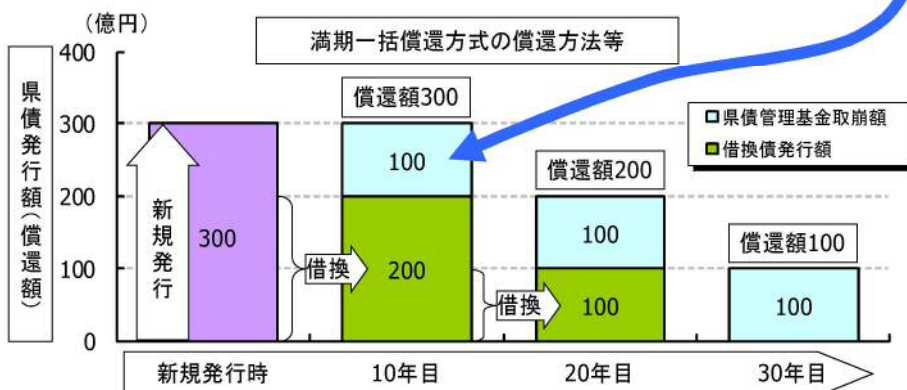 (億円)
満期一括償還方式の償還方法等
県債発行額(償還額)
400
300
200
100
0
償還額300
償還額200
償還額100
県債管理基金取崩額
借換債発行額
新規発行
300
借換
100
200
借換
100
100
100
新規発行時
10年目
20年目
30年目